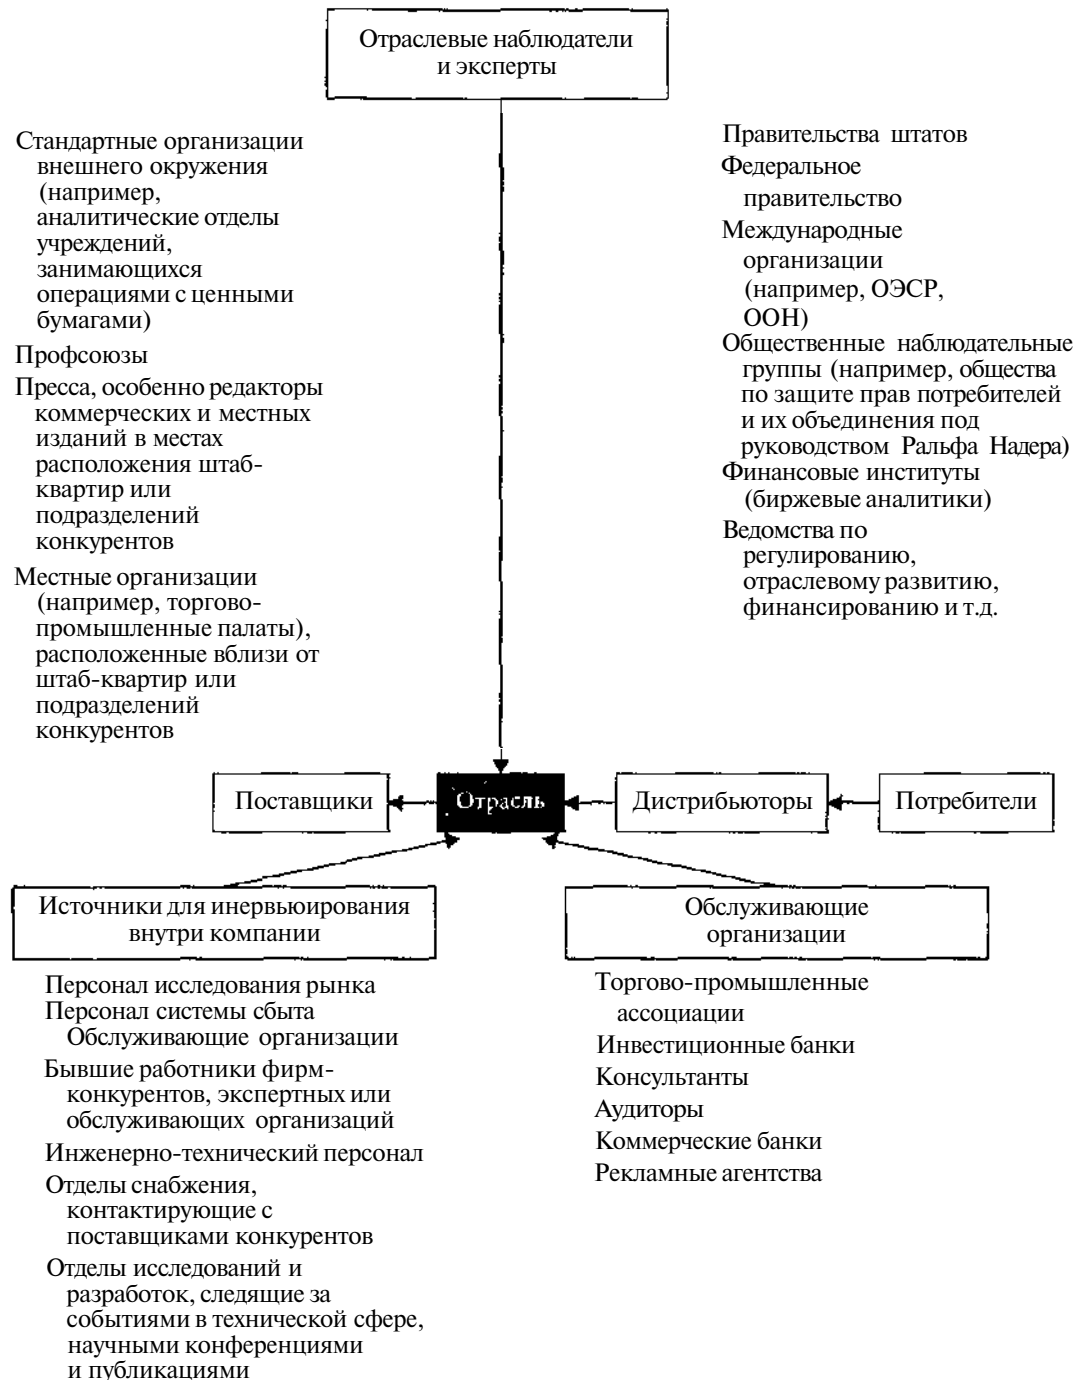 Отраслевые наблюдатели
и эксперты
Стандартные организации
внешнего окружения
(например,
аналитические отделы
учреждений,
занимающихся
операциями с ценными
бумагами)
Профсоюзы
Пресса, особенно редакторы
коммерческих и местных
изданий в местах
расположения штаб-
квартир или
подразделений
конкурентов
Местные организации
(например, торгово-
промышленные палаты),
расположенные вблизи от
штаб-квартир или
подразделений
конкурентов
Правительства штатов
Федеральное
правительство
Международные
организации
(например, ОЭСР,
ООН)
Общественные наблюдательные
группы (например, общества
по защите прав потребителей
и их объединения под
руководством Ральфа Надера)
Финансовые институты
(биржевые аналитики)
Ведомства по
регулированию,
отраслевому развитию,
финансированию и т.д.
Поставщики
Отрасль
Дистрибьюторы
Потребители
Источники для инервьюирования
внутри компании
Персонал исследования рынка
Персонал системы сбыта
Обслуживающие организации
Бывшие работники фирм-
конкурентов, экспертных или
обслуживающих организаций
Инженерно-технический персонал
Отделы снабжения,
контактирующие с
поставщиками конкурентов
Отделы исследований и
разработок, следящие за
событиями в технической сфере,
научными конференциями
и публикациями
Обслуживающие
организации
Торгово-промышленные
ассоциации
Инвестиционные банки
Консультанты
Аудиторы
Коммерческие банки
Рекламные агентства